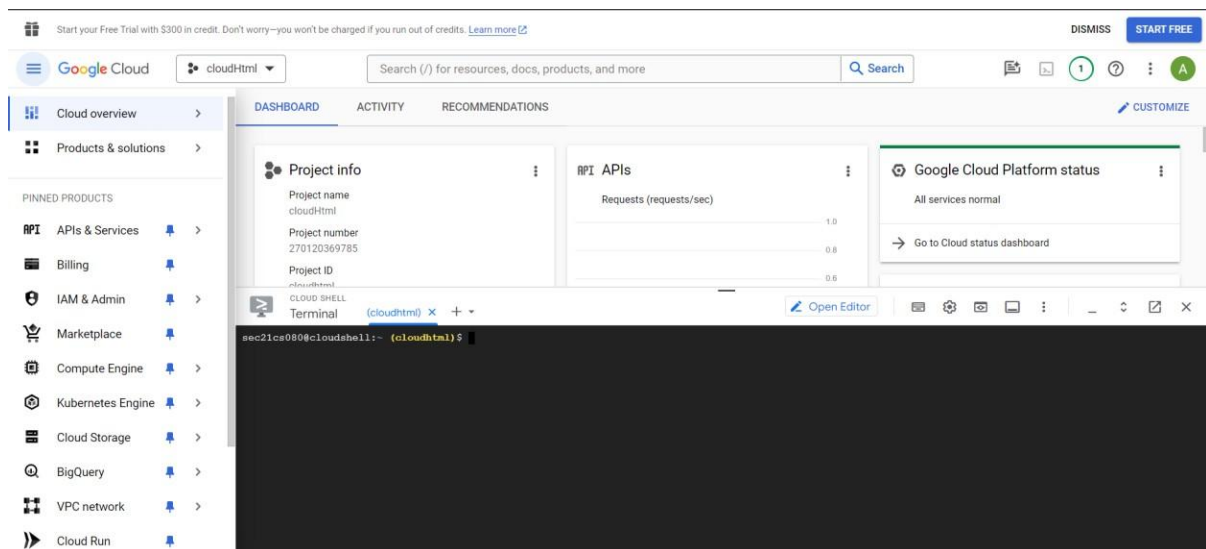 Start your Free Trial with $300 in credit. Don't worry—you won't be charged if you run out of credits. Learn more
DISMISS
START FREE
Google Cloud
cloudHtml
Search (/) for resources, docs, products, and more
Search
1
A
Cloud overview
Products & solutions
PINNED PRODUCTS
API APIs & Services
Billing
IAM & Admin
Marketplace
Compute Engine
Kubernetes Engine
Cloud Storage
BigQuery
VPC network
Cloud Run
DASHBOARD ACTIVITY RECOMMENDATIONS
CUSTOMIZE
Project info
Project name
cloudHtml
Project number
270120369785
Project ID
cloudhtml
API APIs
Requests (requests/sec)
1.0
0.8
0.6
Google Cloud Platform status
All services normal
Go to Cloud status dashboard
CLOUD SHELL
Terminal
(cloudhtml)
Open Editor
sec21cs080@cloudshell:~ (cloudhtml)$